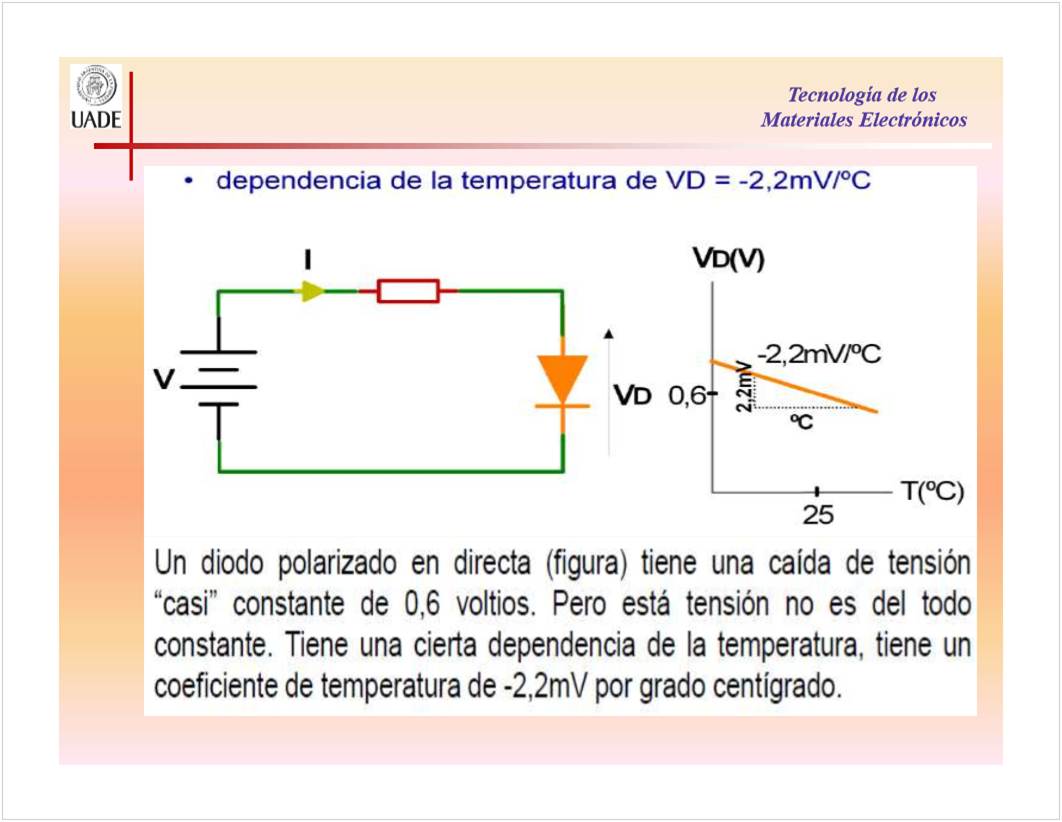 UADE
Tecnología de los
Materiales Electrónicos
• dependencia de la temperatura de VD = -2,2mV/ºC
I
V
VD
VD(V)
-2,2mV/ºC
2,2mV
0,6
ºC
T(ºC)
25
Un diodo polarizado en directa (figura) tiene una caída de tensión
“casi” constante de 0,6 voltios. Pero está tensión no es del todo
constante. Tiene una cierta dependencia de la temperatura, tiene un
coeficiente de temperatura de -2,2mV por grado centígrado.